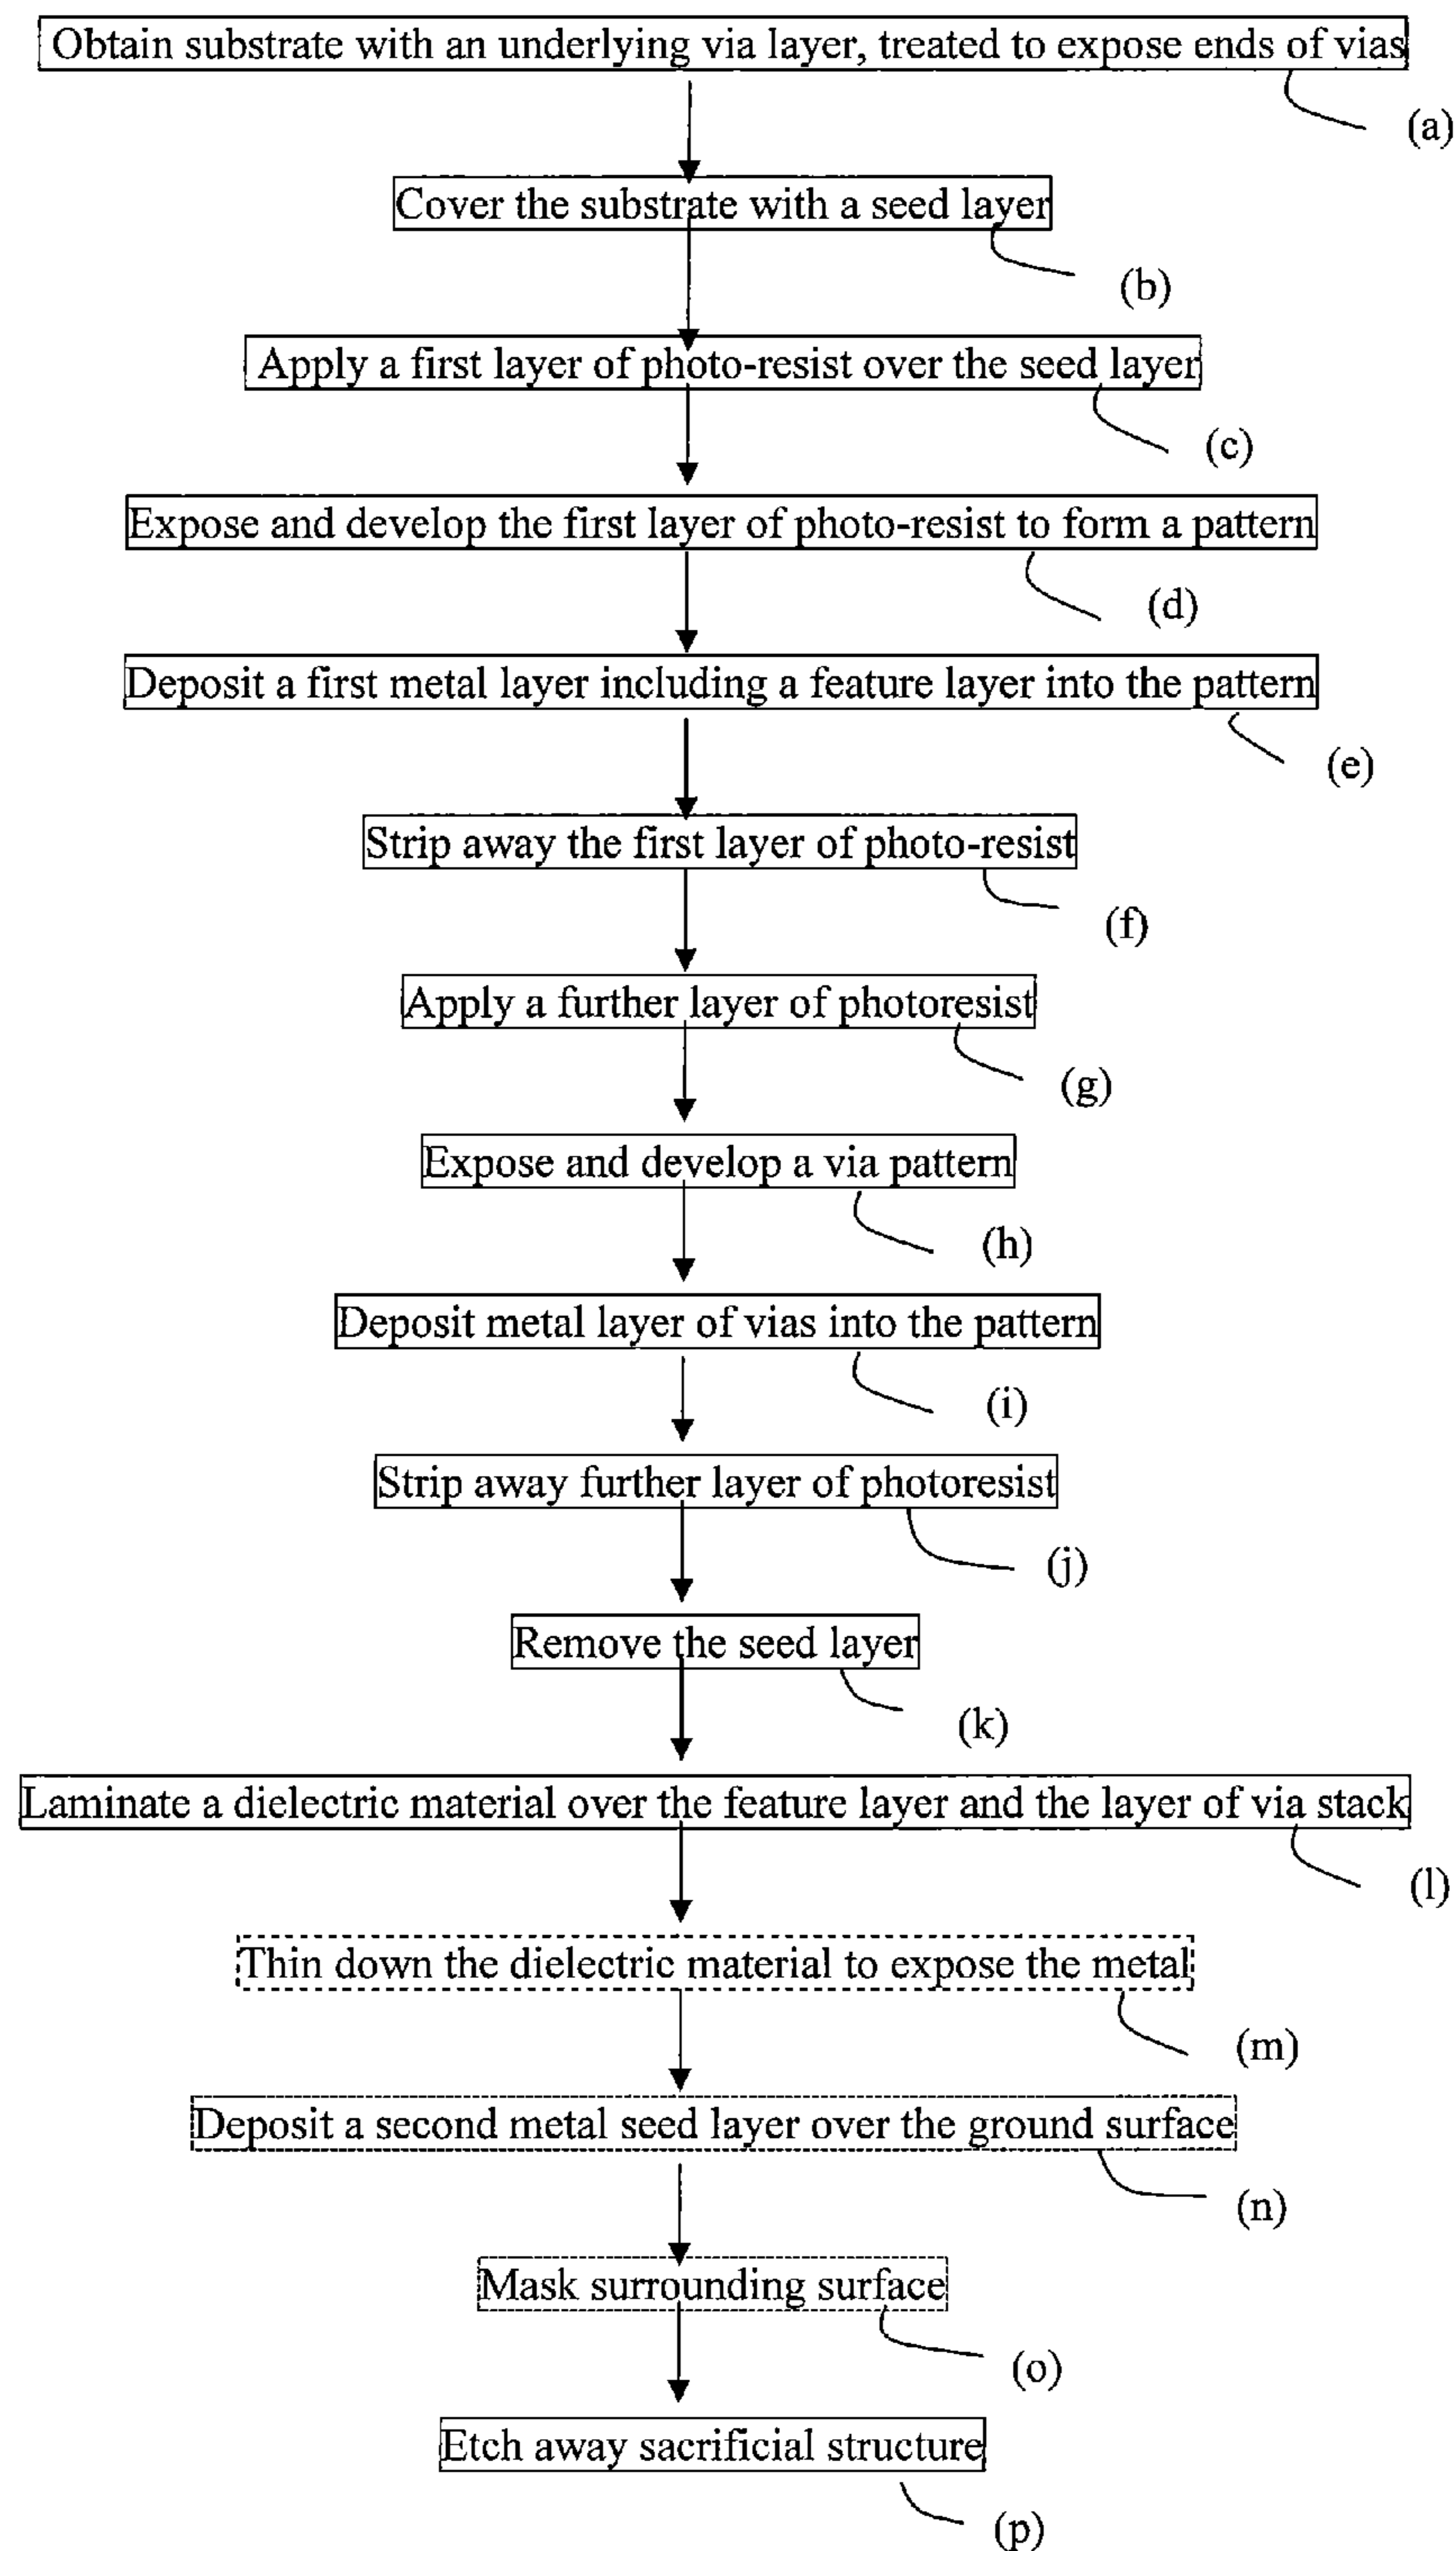 Obtain substrate with an underlying via layer, treated to expose ends of vias
(a)
Cover the substrate with a seed layer
(b)
Apply a first layer of photo-resist over the seed layer
(c)
Expose and develop the first layer of photo-resist to form a pattern
(d)
Deposit a first metal layer including a feature layer into the pattern
(e)
Strip away the first layer of photo-resist
(f)
Apply a further layer of photoresist
(g)
Expose and develop a via pattern
(h)
Deposit metal layer of vias into the pattern
(i)
Strip away further layer of photoresist
(j)
Remove the seed layer
(k)
Laminate a dielectric material over the feature layer and the layer of via stack
(l)
Thin down the dielectric material to expose the metal
(m)
Deposit a second metal seed layer over the ground surface
(n)
Mask surrounding surface
(o)
Etch away sacrificial structure
(p)